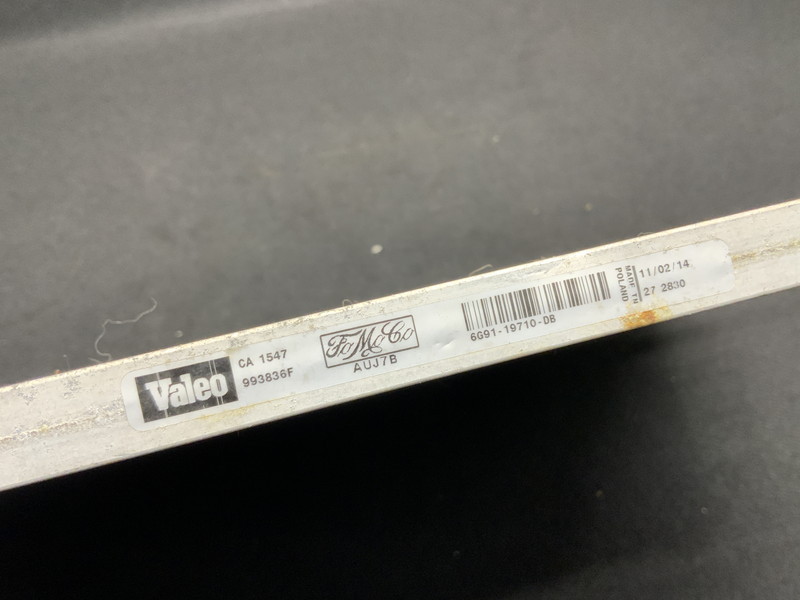 Valeo
CA 1547
993836F
FoMoCo
AUJ7B
6G91-19710-DB
MADE IN
POLAND
11/02/14
27 2830